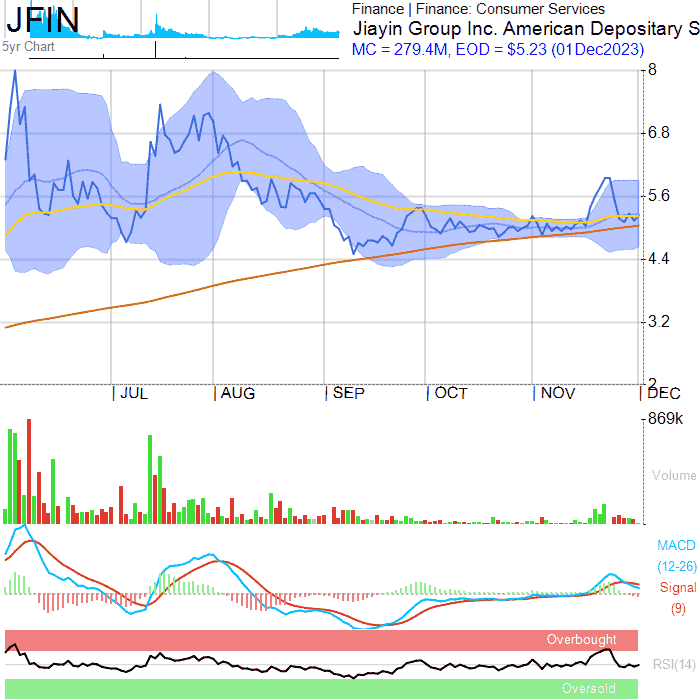 JFIN
5yr Chart
Finance | Finance: Consumer Services
Jiayin Group Inc. American Depositary S
MC = 279.4M, EOD = $5.23 (01Dec2023)
8
6.8
5.6
4.4
3.2
2
JUL AUG SEP OCT NOV DEC
869k
Volume
MACD
(12-26)
Signal
(9)
Overbought
RSI(14)
Oversold